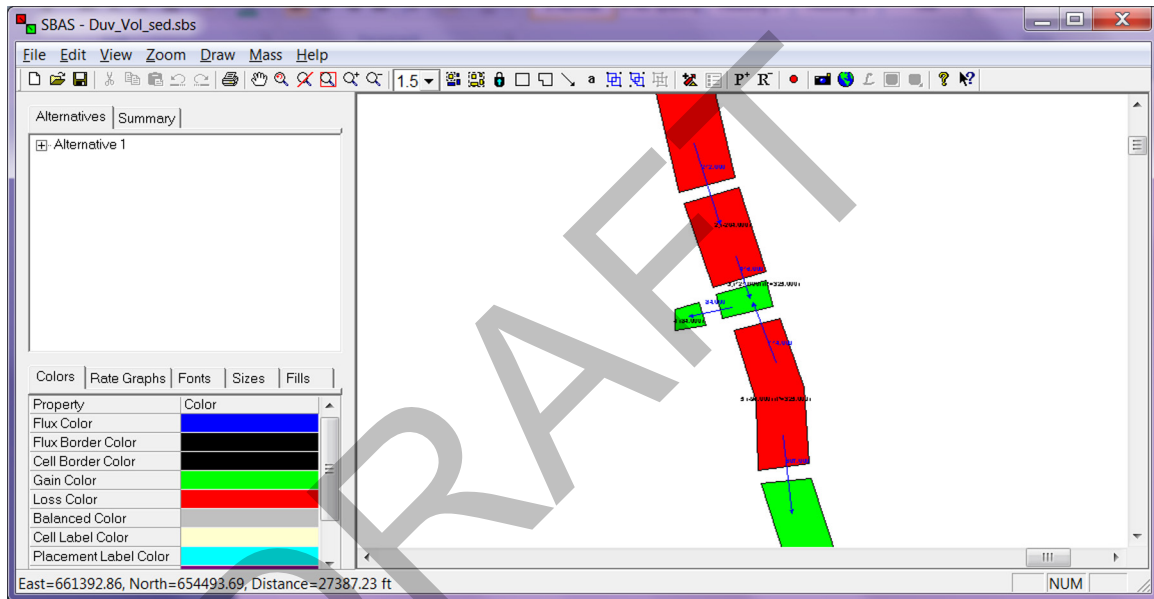 SBAS - Duv_Vol_sed.sbs
File Edit View Zoom Draw Mass Help
1.5 a P+ R-
Alternatives Summary
Alternative 1
Colors Rate Graphs Fonts Sizes Fills
Property Color
Flux Color
Flux Border Color
Cell Border Color
Gain Color
Loss Color
Balanced Color
Cell Label Color
Placement Label Color
East=661392.86, North=654493.69, Distance=27387.23 ft
NUM
DRAFT